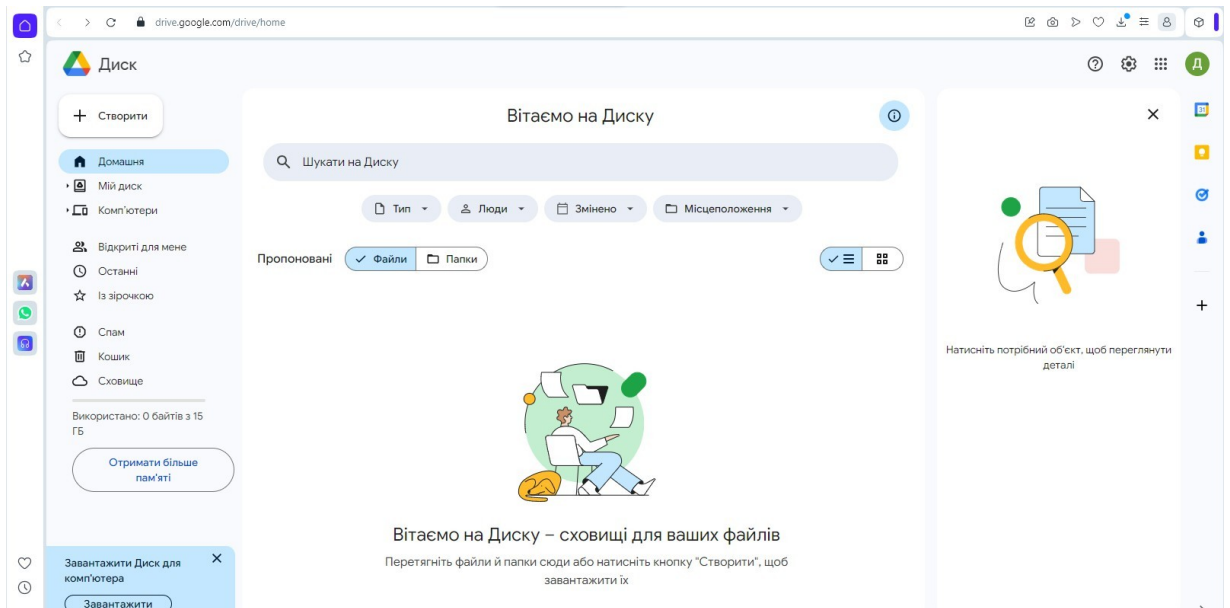 drive.google.com/drive/home
Диск
Д
Створити
Домашня
Мій диск
Комп'ютери
Відкриті для мене
Останні
Із зірочкою
Спам
Кошик
Сховище
Використано: 0 байтів з 15
ГБ
Отримати більше
пам'яті
Завантажити Диск для
комп'ютера
Завантажити
Вітаємо на Диску
Шукати на Диску
Тип
Люди
Змінено
Місцеположення
Пропоновані
Файли
Папки
Вітаємо на Диску – сховищі для ваших файлів
Перетягніть файли й папки сюди або натисніть кнопку "Створити", щоб
завантажити їх
Натисніть потрібний об'єкт, щоб переглянути
деталі
31